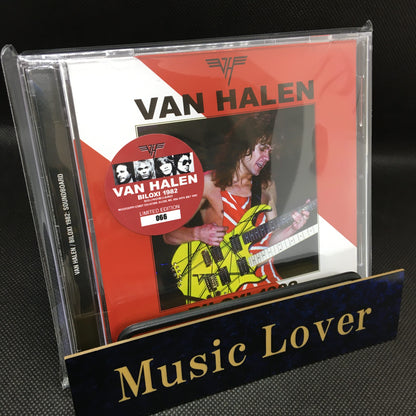 VAN HALEN
VAN HALEN
BILOXI 1982
LIMITED EDITION
066
VAN HALEN / BILOXI 1982: SOUNDBOARD
Music Lover